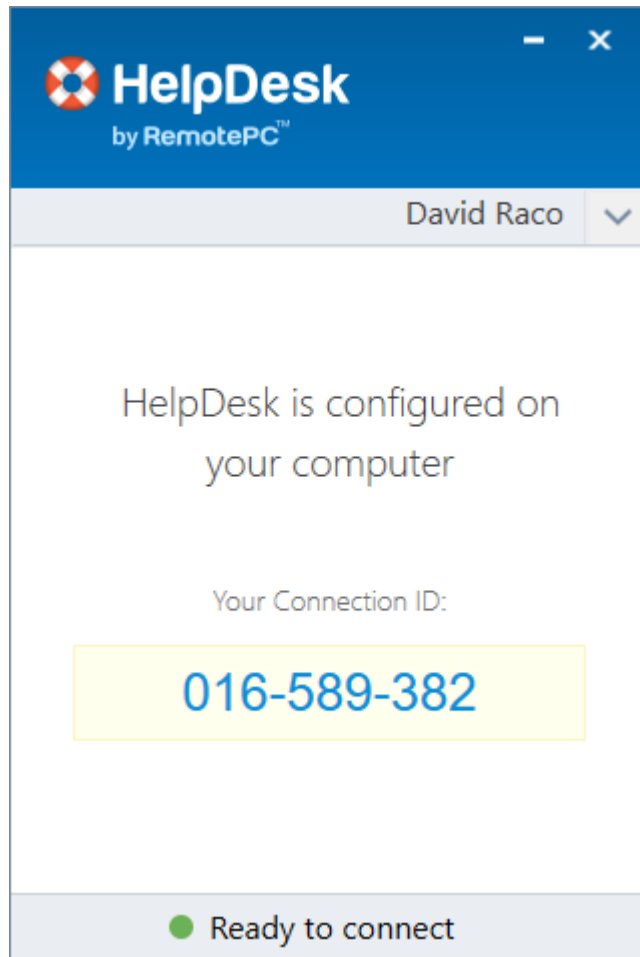 HelpDesk
by RemotePC™
David Raco
HelpDesk is configured on
your computer
Your Connection ID:
016-589-382
Ready to connect